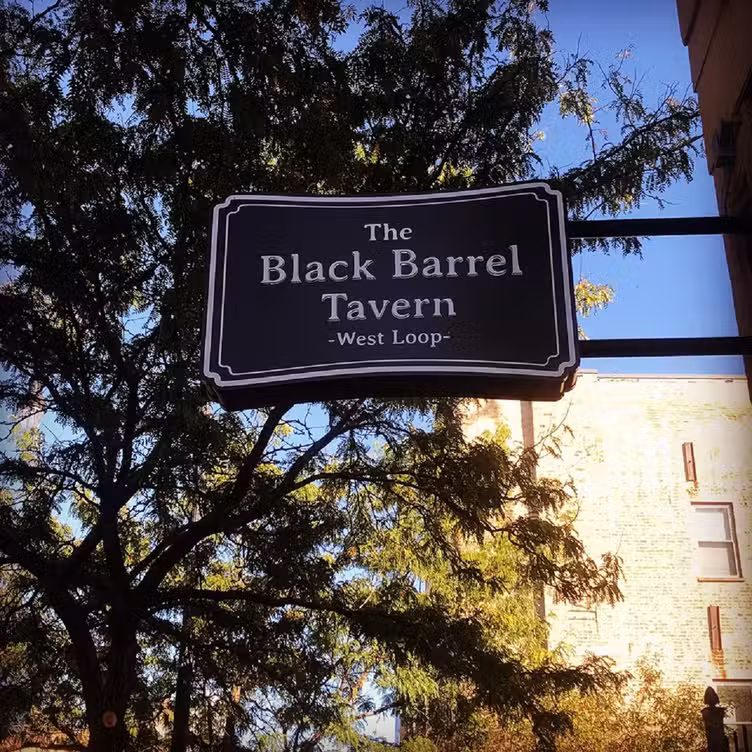 The
Black Barrel
Tavern
-West Loop-